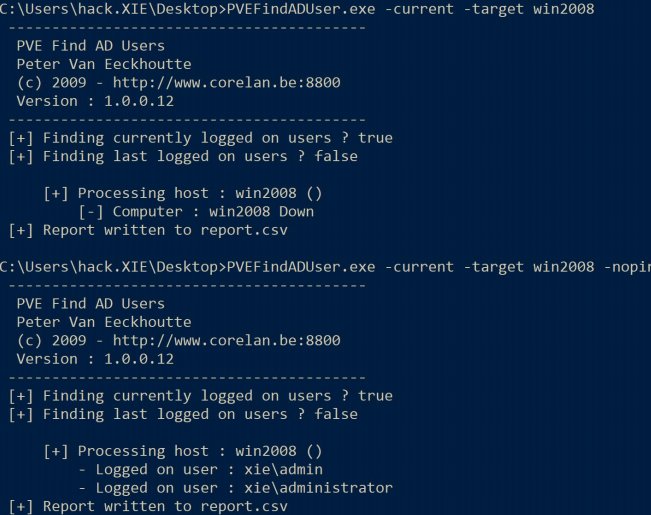 C:\Users\hack.XIE\Desktop>PVEFindADUser.exe -current -target win2008
-----------------------------------------
PVE Find AD Users
Peter Van Eeckhoutte
(c) 2009 - http://www.corelan.be:8800
Version : 1.0.0.12
-----------------------------------------
[+] Finding currently logged on users ? true
[+] Finding last logged on users ? false
[+] Processing host : win2008 ()
[-] Computer : win2008 Down
[+] Report written to report.csv
C:\Users\hack.XIE\Desktop>PVEFindADUser.exe -current -target win2008 -nopin
-----------------------------------------
PVE Find AD Users
Peter Van Eeckhoutte
(c) 2009 - http://www.corelan.be:8800
Version : 1.0.0.12
-----------------------------------------
[+] Finding currently logged on users ? true
[+] Finding last logged on users ? false
[+] Processing host : win2008 ()
- Logged on user : xie\admin
- Logged on user : xie\administrator
[+] Report written to report.csv